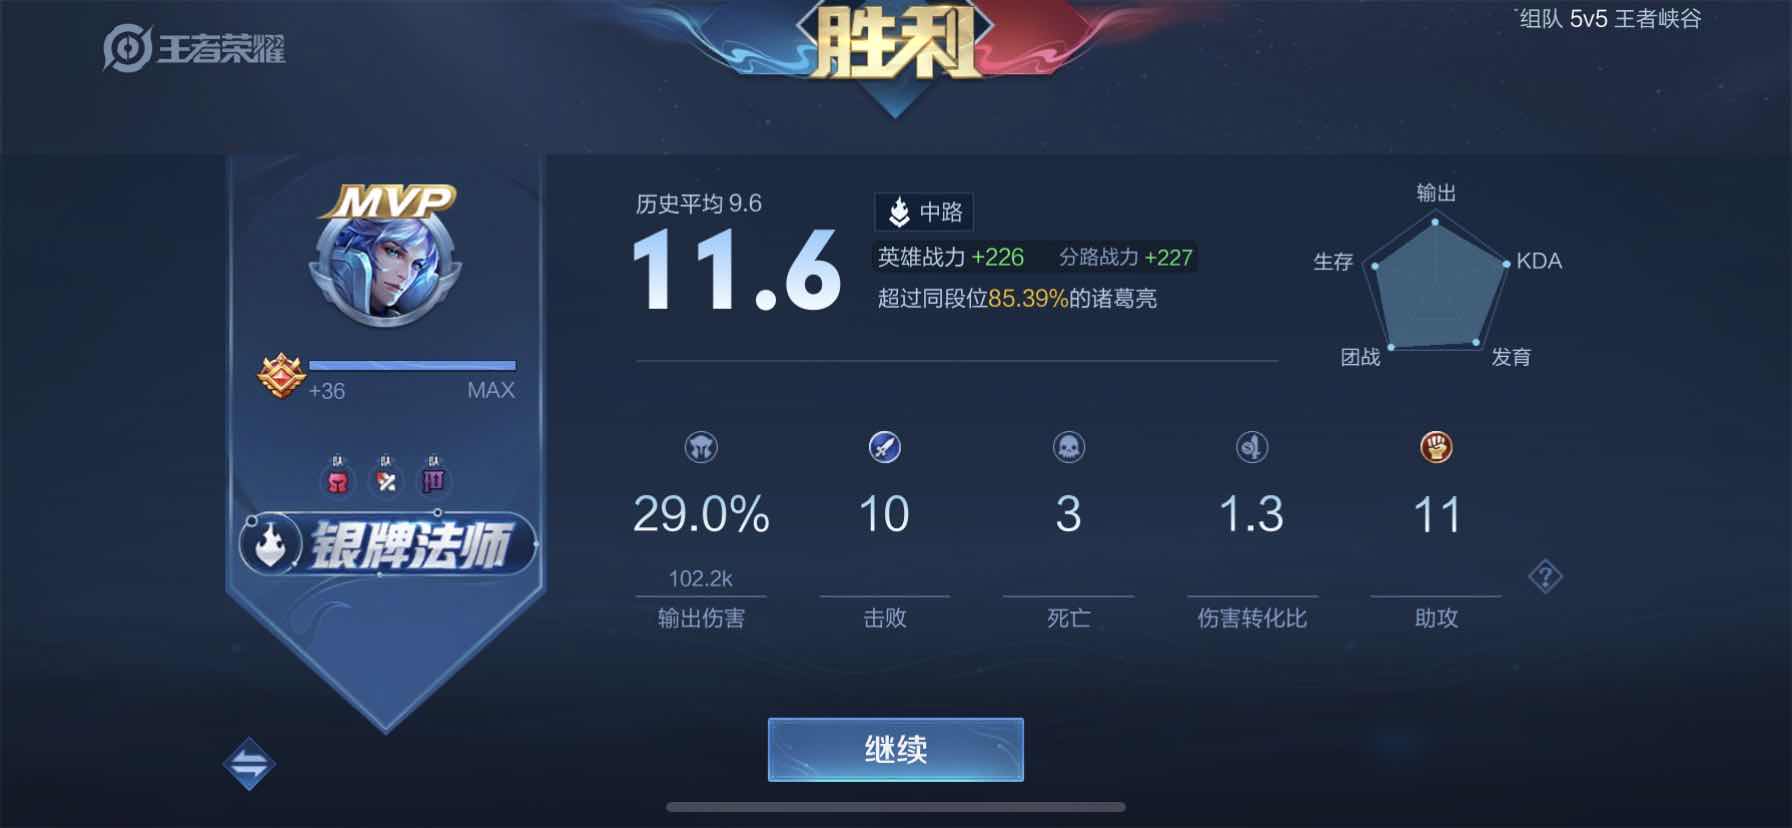 王者荣耀
胜利
组队 5v5 王者峡谷
MVP
+36
MAX
银牌法师
历史平均 9.6
11.6
中路
英雄战力 +226
分路战力 +227
超过同段位85.39%的诸葛亮
输出
生存
KDA
团战
发育
29.0%
10
3
1.3
11
102.2k
输出伤害
击败
死亡
伤害转化比
助攻
?
继续